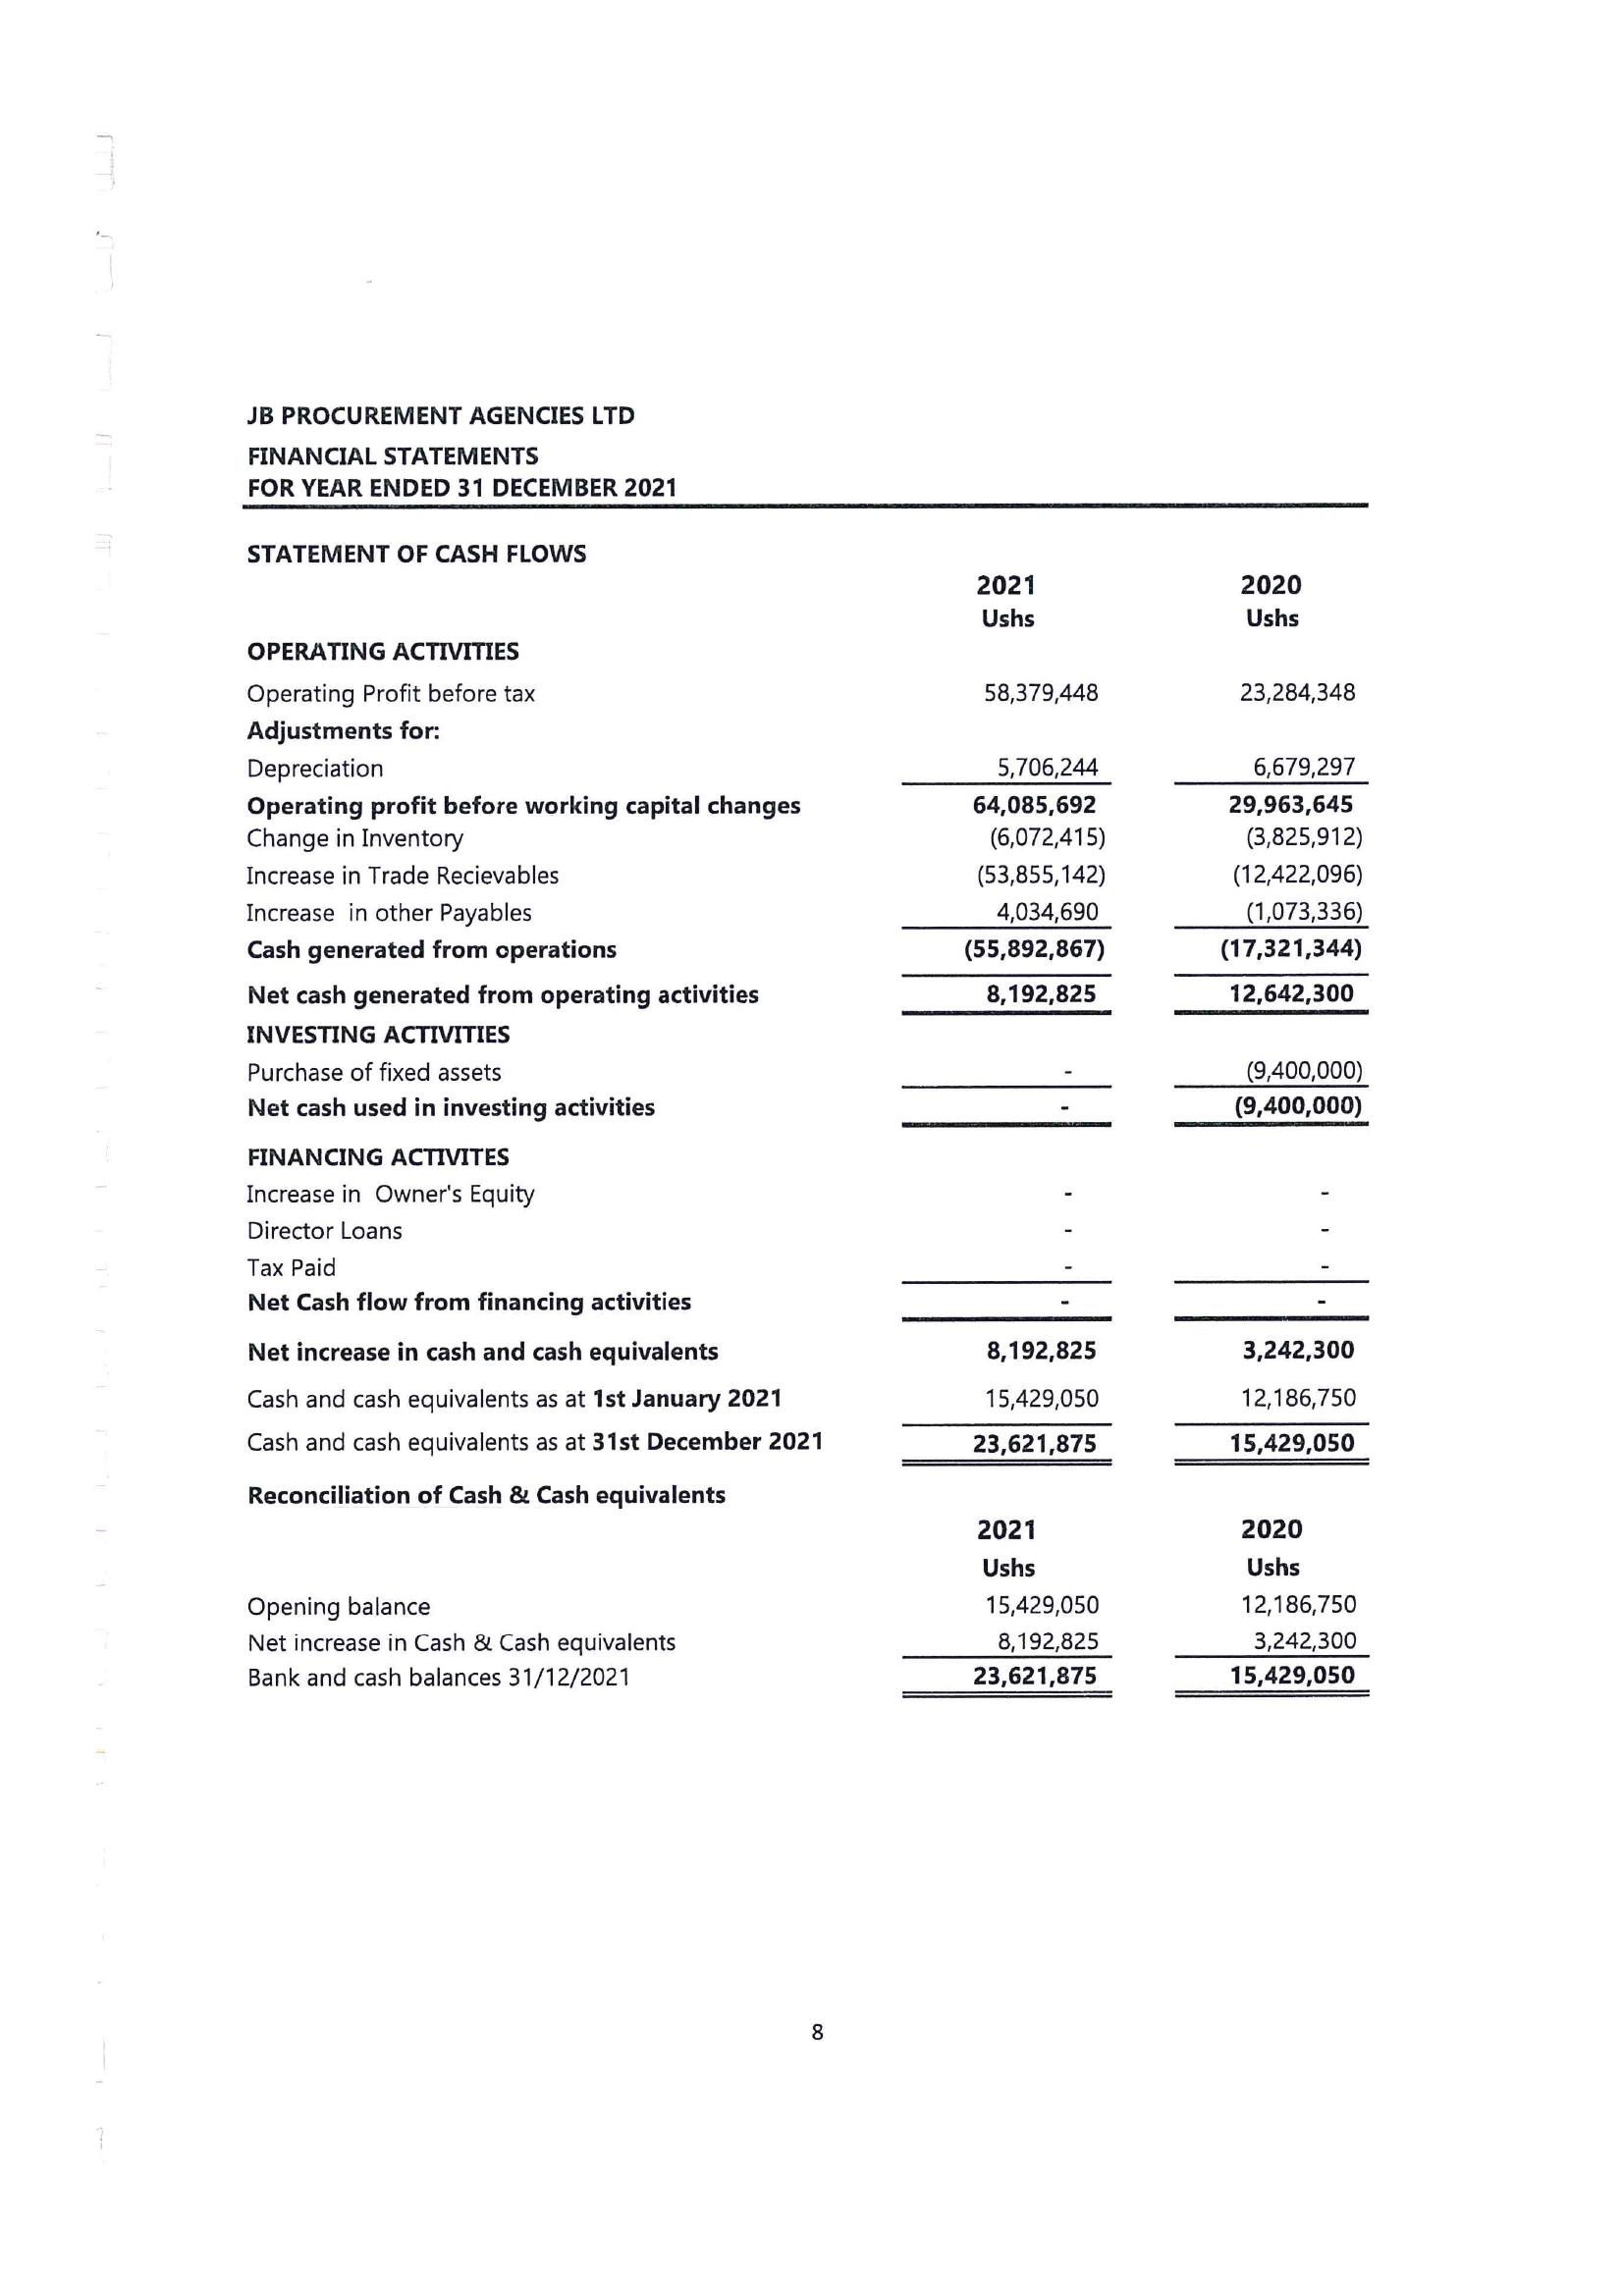 JB PROCUREMENT AGENCIES LTD
FINANCIAL STATEMENTS
FOR YEAR ENDED 31 DECEMBER 2021
STATEMENT OF CASH FLOWS
2021 2020
Ushs Ushs
OPERATING ACTIVITIES
Operating Profit before tax 58,379,448 23,284,348
Adjustments for:
Depreciation 5,706,244 6,679,297
Operating profit before working capital changes 64,085,692 29,963,645
Change in Inventory (6,072,415) (3,825,912)
Increase in Trade Recievables (53,855,142) (12,422,096)
Increase in other Payables 4,034,690 (1,073,336)
Cash generated from operations (55,892,867) (17,321,344)
Net cash generated from operating activities 8,192,825 12,642,300
INVESTING ACTIVITIES
Purchase of fixed assets - (9,400,000)
Net cash used in investing activities - (9,400,000)
FINANCING ACTIVITES
Increase in Owner's Equity - -
Director Loans - -
Tax Paid - -
Net Cash flow from financing activities - -
Net increase in cash and cash equivalents 8,192,825 3,242,300
Cash and cash equivalents as at 1st January 2021 15,429,050 12,186,750
Cash and cash equivalents as at 31st December 2021 23,621,875 15,429,050
Reconciliation of Cash & Cash equivalents
2021 2020
Ushs Ushs
Opening balance 15,429,050 12,186,750
Net increase in Cash & Cash equivalents 8,192,825 3,242,300
Bank and cash balances 31/12/2021 23,621,875 15,429,050
8